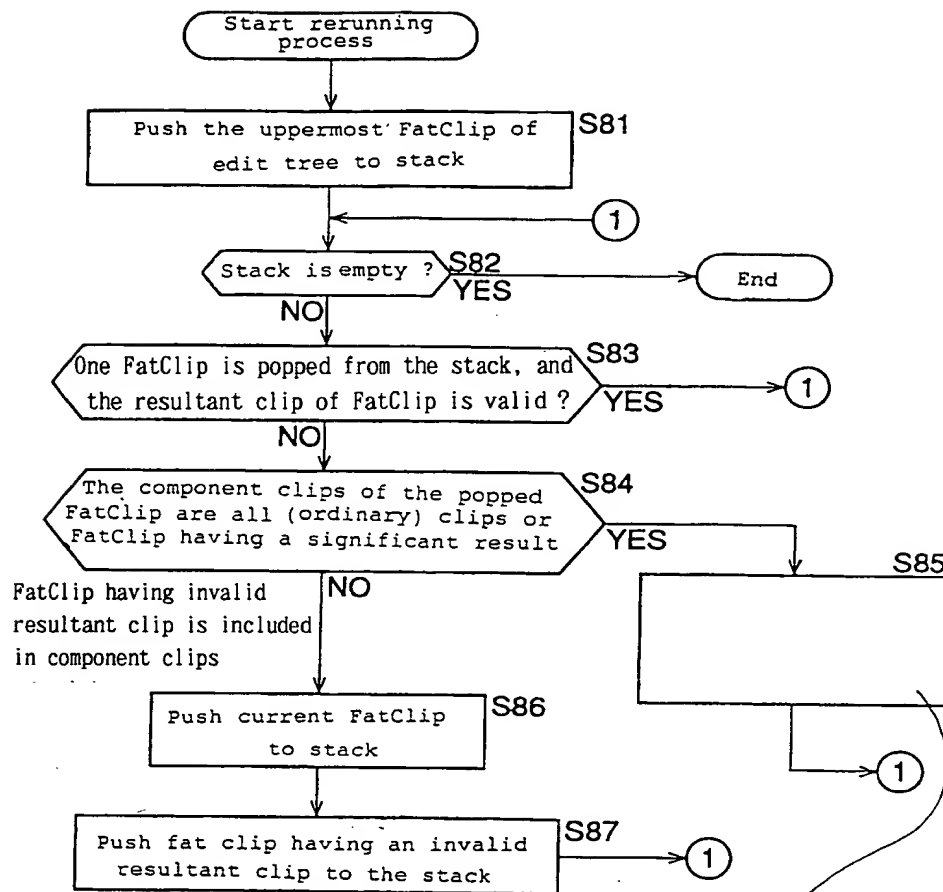 Start rerunning
process
Push the uppermost FatClip of
edit tree to stack
S81
1
Stack is empty ?
S82
YES
End
NO
One FatClip is popped from the stack, and
the resultant clip of FatClip is valid ?
S83
YES
1
NO
The component clips of the popped
FatClip are all (ordinary) clips or
FatClip having a significant result
S84
YES
NO
FatClip having invalid
resultant clip is included
in component clips
S85
1
Push current FatClip
to stack
S86
Push fat clip having an invalid
resultant clip to the stack
S87
1